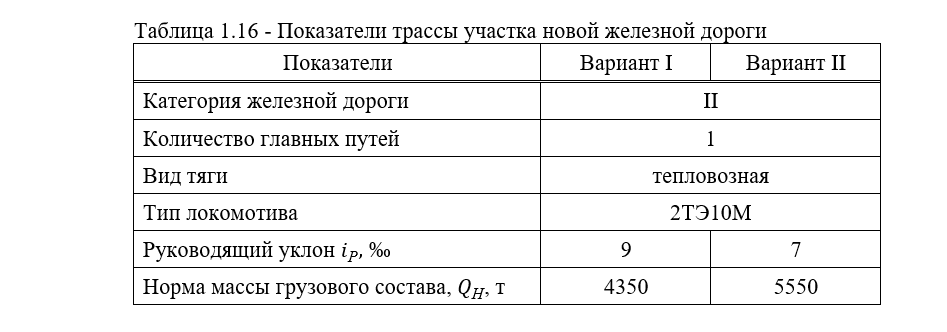 Таблица 1.16 - Показатели трассы участка новой железной дороги
Показатели Вариант I Вариант II
Категория железной дороги II
Количество главных путей 1
Вид тяги тепловозная
Тип локомотива 2ТЭ10М
Руководящий уклон i_P, ‰ 9 7
Норма массы грузового состава, Q_H, т 4350 5550